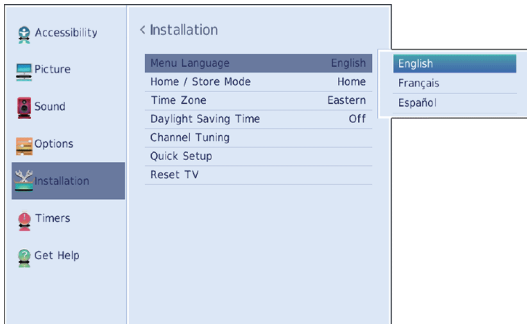 Accessibility
Picture
Sound
Options
Installation
Timers
Get Help
< Installation
Menu Language English
Home / Store Mode Home
Time Zone Eastern
Daylight Saving Time Off
Channel Tuning
Quick Setup
Reset TV
English
Français
Español